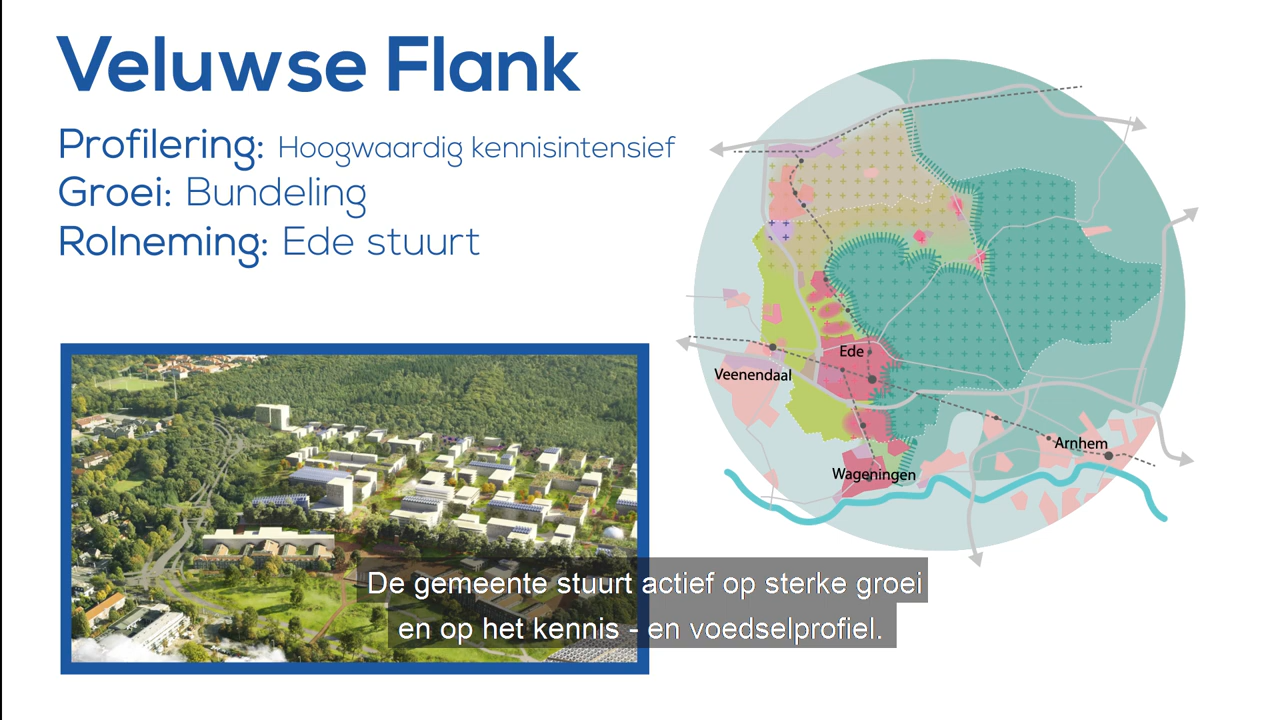 Veluwse Flank
Profilering: Hoogwaardig kennisintensief
Groei: Bundeling
Rolneming: Ede stuurt
Ede
Veenendaal
Arnhem
Wageningen
De gemeente stuurt actief op sterke groei
en op het kennis - en voedselprofiel.